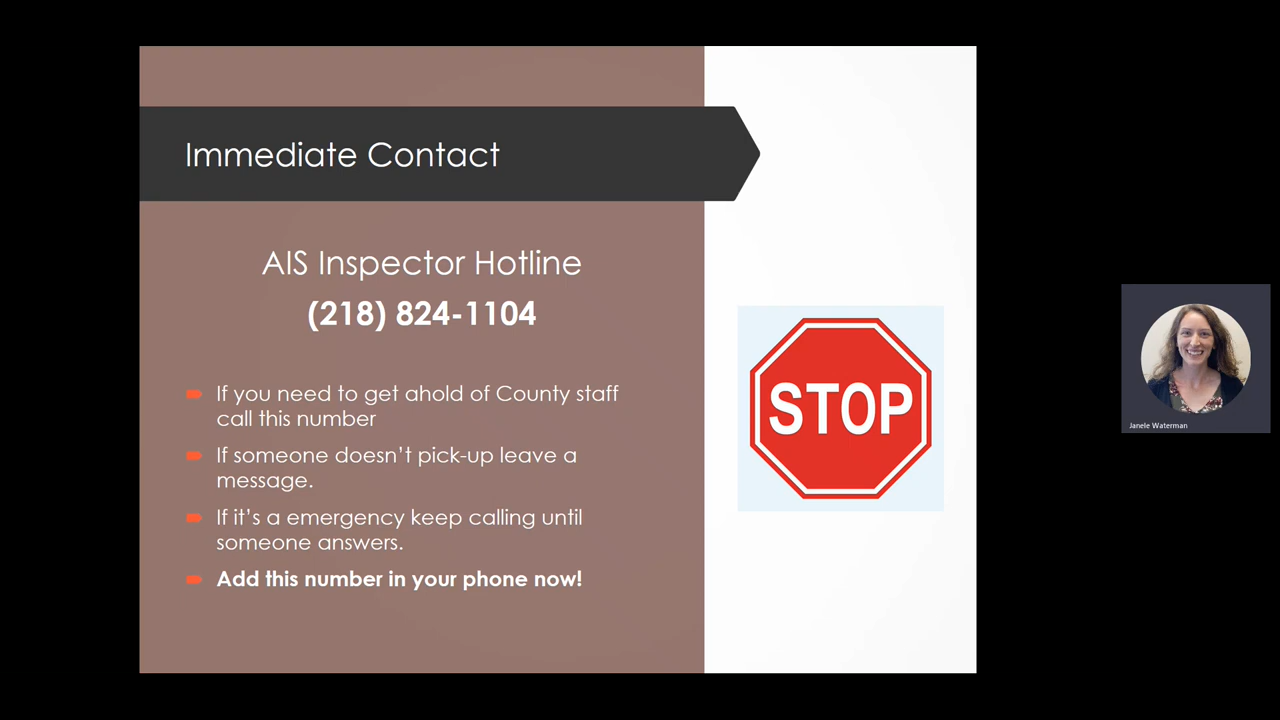 Immediate Contact
AIS Inspector Hotline
(218) 824-1104
If you need to get ahold of County staff
call this number
If someone doesn't pick-up leave a
message.
If it's a emergency keep calling until
someone answers.
Add this number in your phone now!
STOP
Janele Waterman